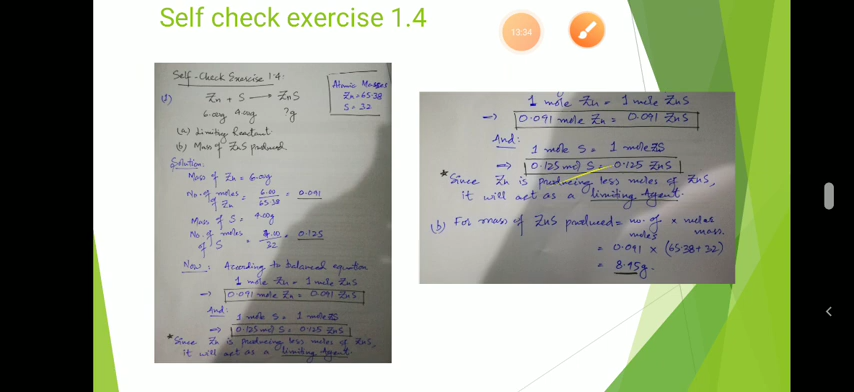 Self check exercise 1.4
13:34
Self-Check Exercise 1.4:
(1) Zn + S → ZnS
6.00g 4.00g ?g
Atomic Masses
Zn = 65.38
S = 32
(a) Limiting Reactant
(b) Mass of ZnS produced
Solution
Mass of Zn = 6.00g
No. of moles of Zn = 6.00/65.38 = 0.091
Mass of S = 4.00g
No. of moles of S = 4.00/32 = 0.125
Now: According to balanced equation
1 mole Zn = 1 mole ZnS
⇒ 0.091 mole Zn = 0.091 ZnS
And:
1 mole S = 1 mole ZS
⇒ 0.125 mol S = 0.125 ZnS
* Since Zn is producing less moles of ZnS,
it will act as a limiting Agent.
1 mole Zn = 1 mole ZnS
⇒ 0.091 mole Zn = 0.091 ZnS
And:
1 mole S = 1 mole ZS
⇒ 0.125 mol S = 0.125 ZnS
* Since Zn is producing less moles of ZnS,
it will act as a limiting Agent.
(b) For mass of ZnS produced = no. of moles × molar mass.
= 0.091 × (65.38+32)
= 8.95g